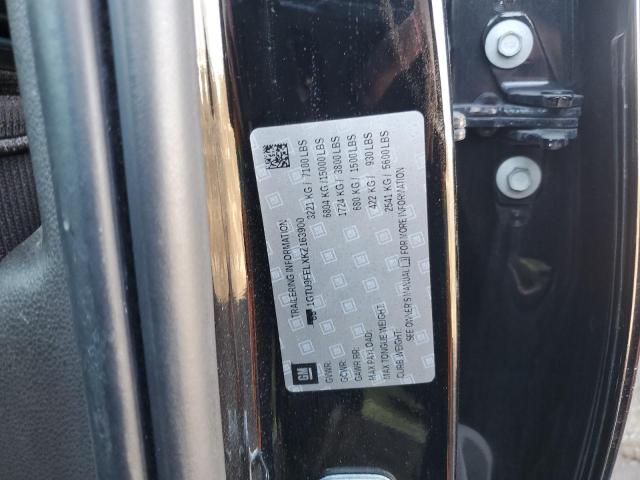 TRAILERING INFORMATION
1GTU9FELXKZ163900
GVWR: 3221 KG / 7100 LBS
GCWR: 6804 KG / 15000 LBS
GAWR RR: 1724 KG / 3800 LBS
MAX PAYLOAD: 680 KG / 1500 LBS
MAX TONGUE WEIGHT: 422 KG / 930 LBS
CURB WEIGHT: 2541 KG / 5600 LBS
SEE OWNER'S MANUAL FOR MORE INFORMATION
GM